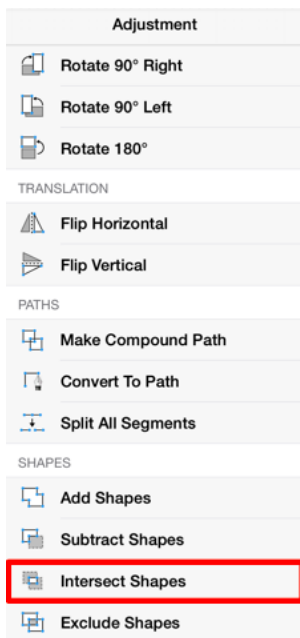 Adjustment
Rotate 90° Right
Rotate 90° Left
Rotate 180°
TRANSLATION
Flip Horizontal
Flip Vertical
PATHS
Make Compound Path
Convert To Path
Split All Segments
SHAPES
Add Shapes
Subtract Shapes
Intersect Shapes
Exclude Shapes